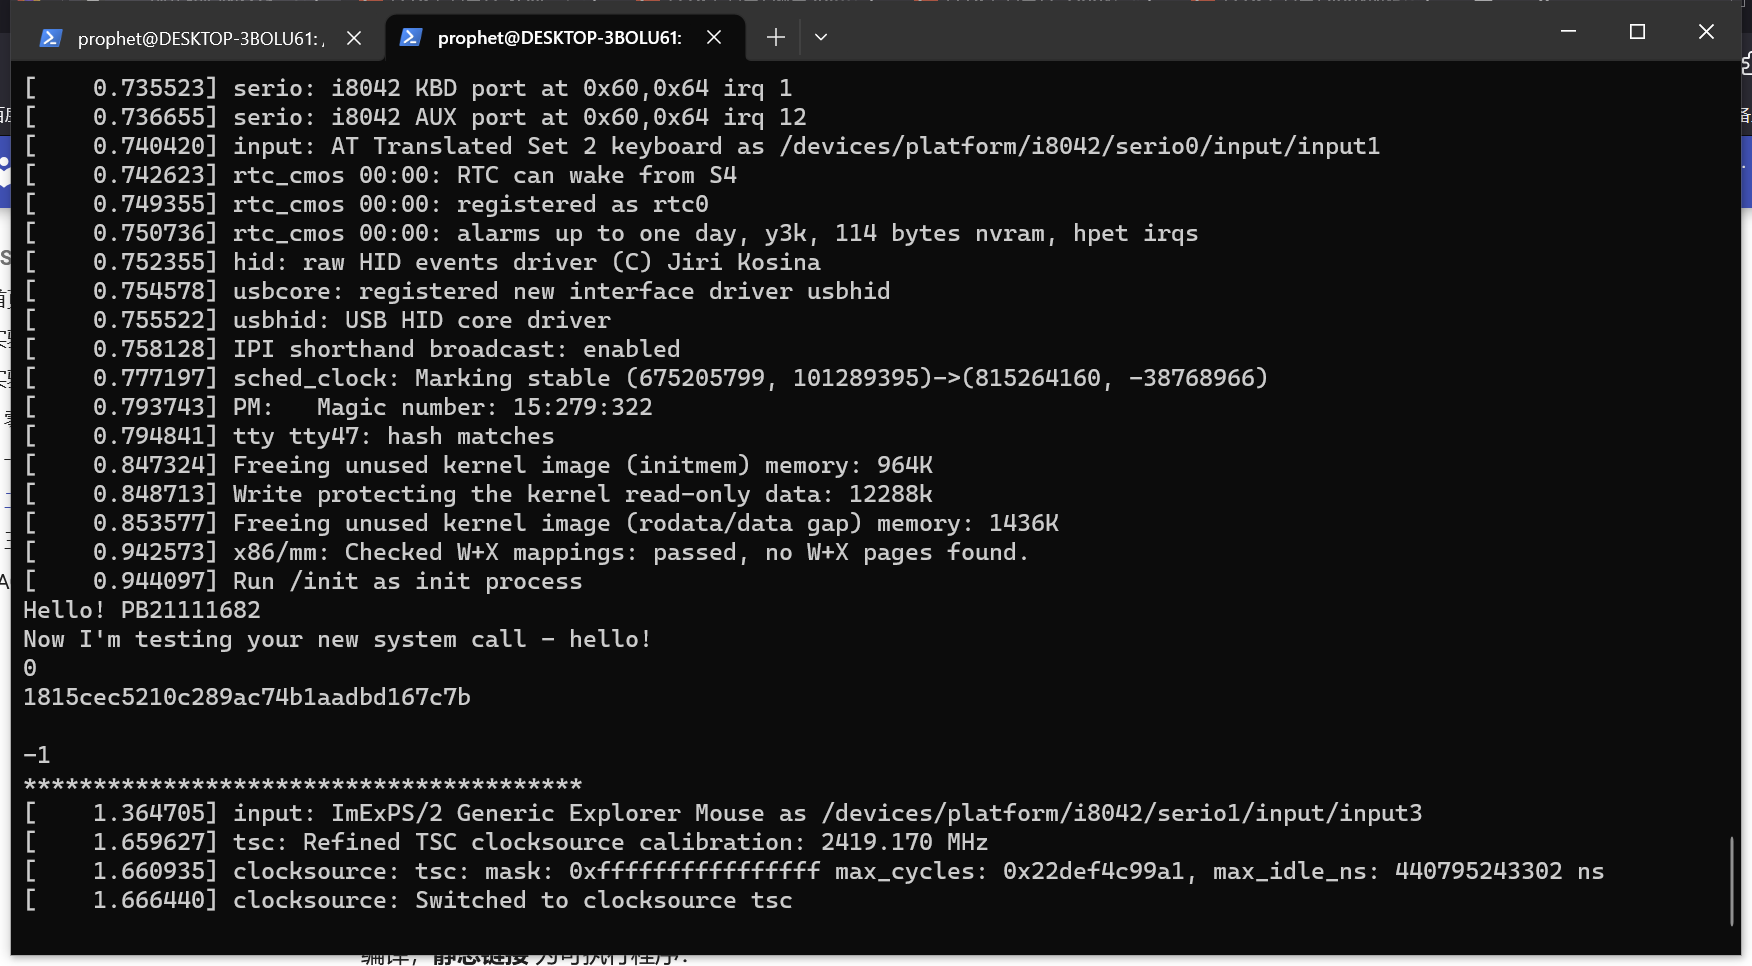 prophet@DESKTOP-3BOLU61: / prophet@DESKTOP-3BOLU61:
[    0.735523] serio: i8042 KBD port at 0x60,0x64 irq 1
[    0.736655] serio: i8042 AUX port at 0x60,0x64 irq 12
[    0.740420] input: AT Translated Set 2 keyboard as /devices/platform/i8042/serio0/input/input1
[    0.742623] rtc_cmos 00:00: RTC can wake from S4
[    0.749355] rtc_cmos 00:00: registered as rtc0
[    0.750736] rtc_cmos 00:00: alarms up to one day, y3k, 114 bytes nvram, hpet irqs
[    0.752355] hid: raw HID events driver (C) Jiri Kosina
[    0.754578] usbcore: registered new interface driver usbhid
[    0.755522] usbhid: USB HID core driver
[    0.758128] IPI shorthand broadcast: enabled
[    0.777197] sched_clock: Marking stable (675205799, 101289395)->(815264160, -38768966)
[    0.793743] PM:   Magic number: 15:279:322
[    0.794841] tty tty47: hash matches
[    0.847324] Freeing unused kernel image (initmem) memory: 964K
[    0.848713] Write protecting the kernel read-only data: 12288k
[    0.853577] Freeing unused kernel image (rodata/data gap) memory: 1436K
[    0.942573] x86/mm: Checked W+X mappings: passed, no W+X pages found.
[    0.944097] Run /init as init process
Hello! PB21111682
Now I'm testing your new system call - hello!
0
1815cec5210c289ac74b1aadbd167c7b
-1
****************************************
[    1.364705] input: ImExPS/2 Generic Explorer Mouse as /devices/platform/i8042/serio1/input/input3
[    1.659627] tsc: Refined TSC clocksource calibration: 2419.170 MHz
[    1.660935] clocksource: tsc: mask: 0xffffffffffffffff max_cycles: 0x22def4c99a1, max_idle_ns: 440795243302 ns
[    1.666440] clocksource: Switched to clocksource tsc
编译，静态链接为可执行程序：